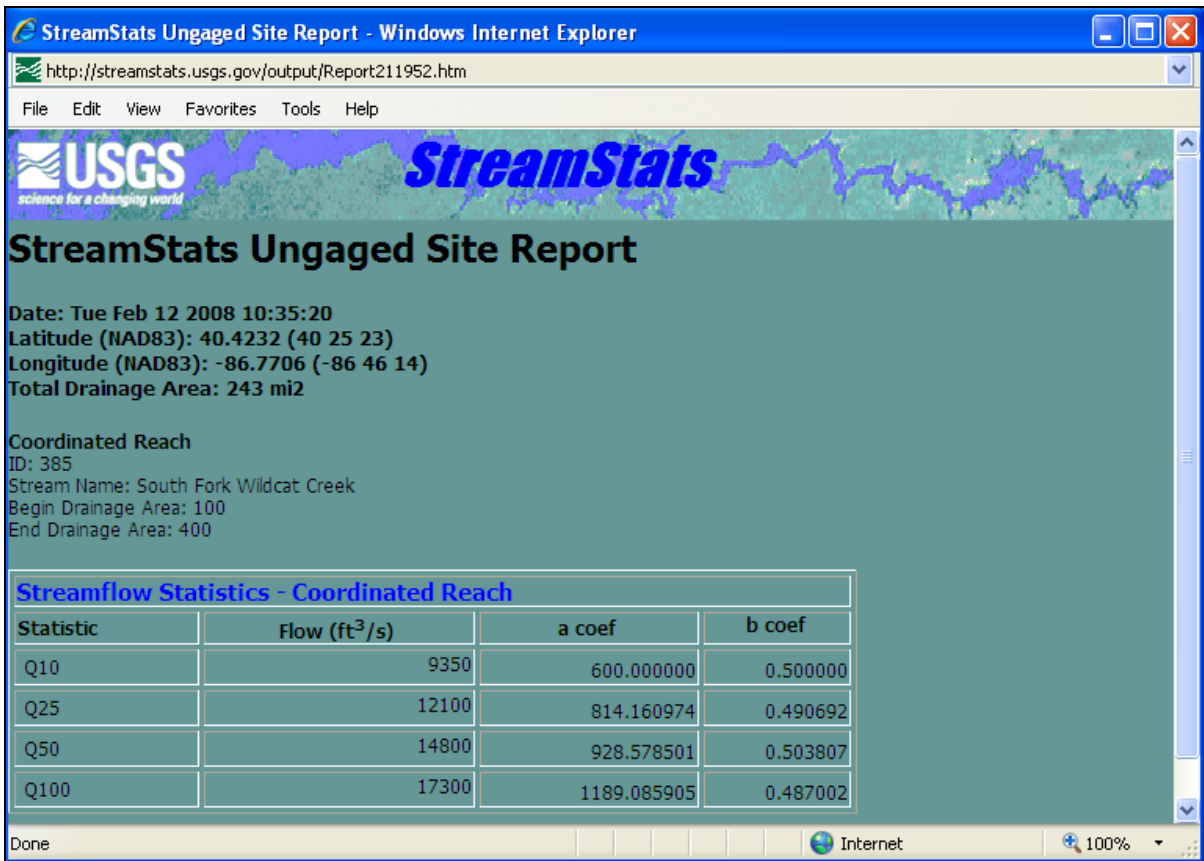 StreamStats Ungaged Site Report - Windows Internet Explorer
http://streamstats.usgs.gov/output/Report211952.htm
File Edit View Favorites Tools Help
USGS
science for a changing world
StreamStats
StreamStats Ungaged Site Report
Date: Tue Feb 12 2008 10:35:20
Latitude (NAD83): 40.4232 (40 25 23)
Longitude (NAD83): -86.7706 (-86 46 14)
Total Drainage Area: 243 mi2
Coordinated Reach
ID: 385
Stream Name: South Fork Wildcat Creek
Begin Drainage Area: 100
End Drainage Area: 400
Streamflow Statistics - Coordinated Reach
Statistic Flow (ft³/s) a coef b coef
Q10 9350 600.000000 0.500000
Q25 12100 814.160974 0.490692
Q50 14800 928.578501 0.503807
Q100 17300 1189.085905 0.487002
Done Internet 100%